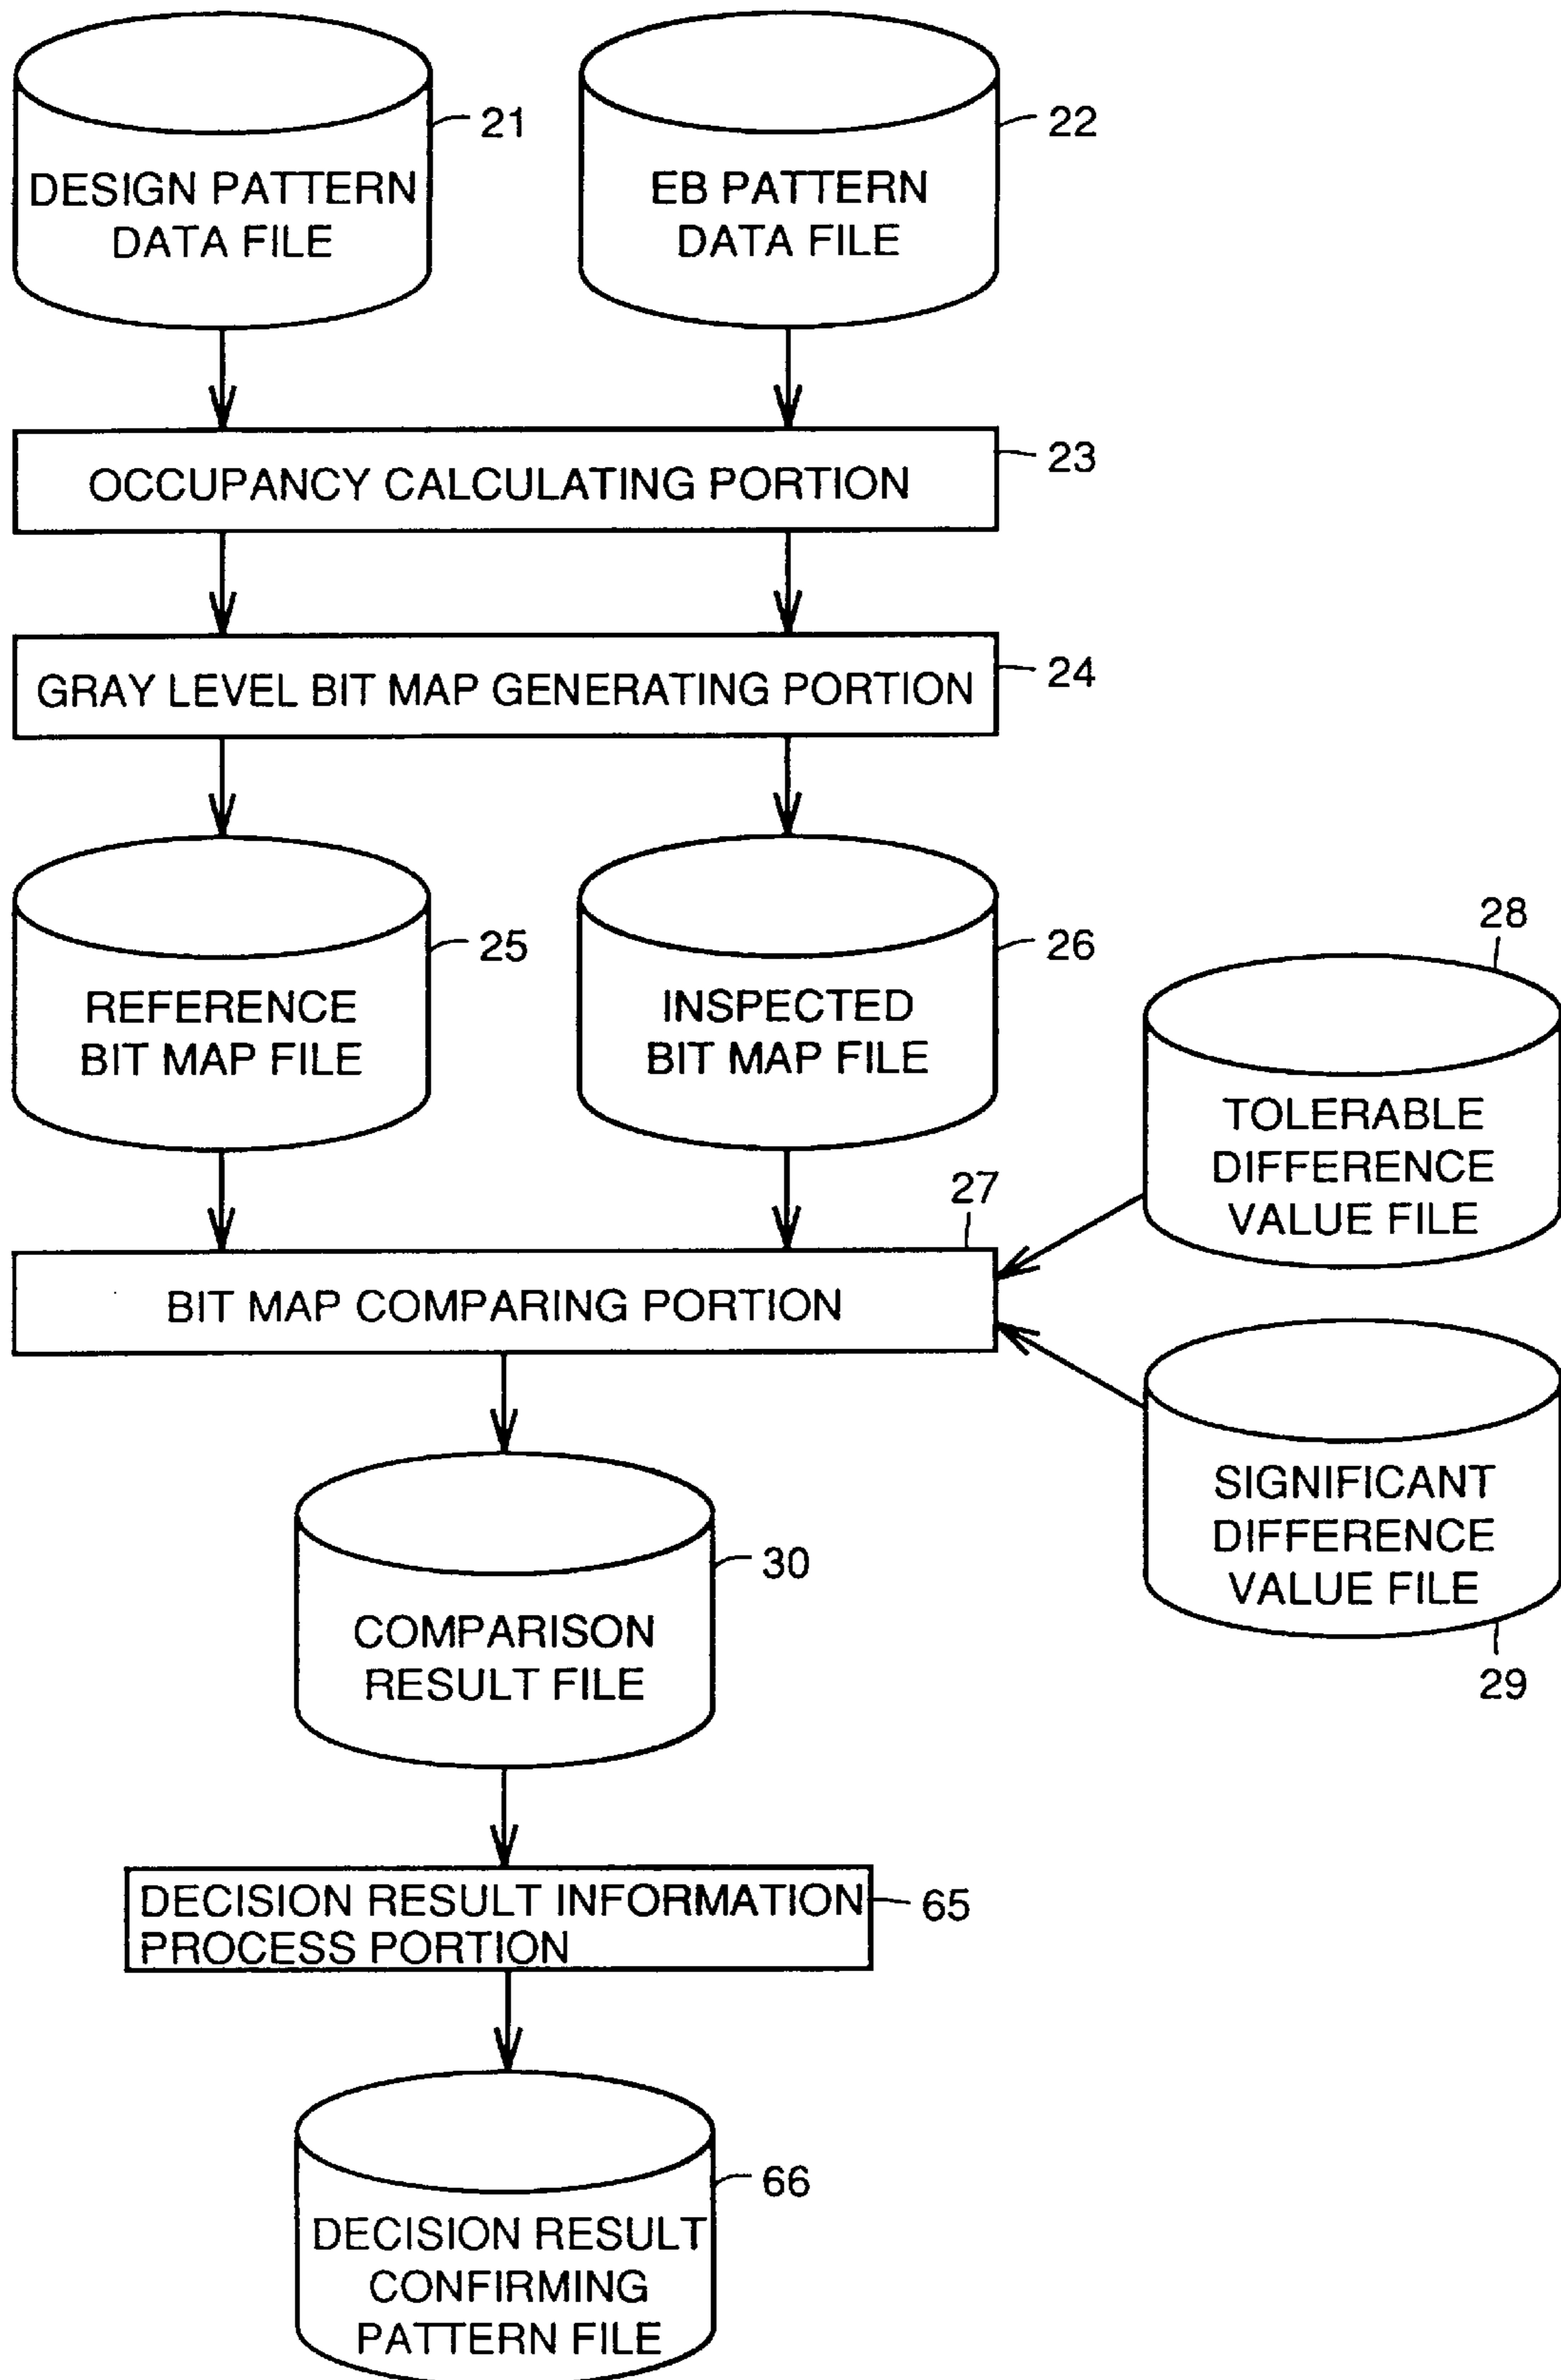 21
DESIGN PATTERN
DATA FILE
22
EB PATTERN
DATA FILE
23
OCCUPANCY CALCULATING PORTION
24
GRAY LEVEL BIT MAP GENERATING PORTION
25
REFERENCE
BIT MAP FILE
26
INSPECTED
BIT MAP FILE
28
TOLERABLE
DIFFERENCE
VALUE FILE
27
BIT MAP COMPARING PORTION
SIGNIFICANT
DIFFERENCE
VALUE FILE
29
30
COMPARISON
RESULT FILE
DECISION RESULT INFORMATION
PROCESS PORTION
65
66
DECISION RESULT
CONFIRMING
PATTERN FILE